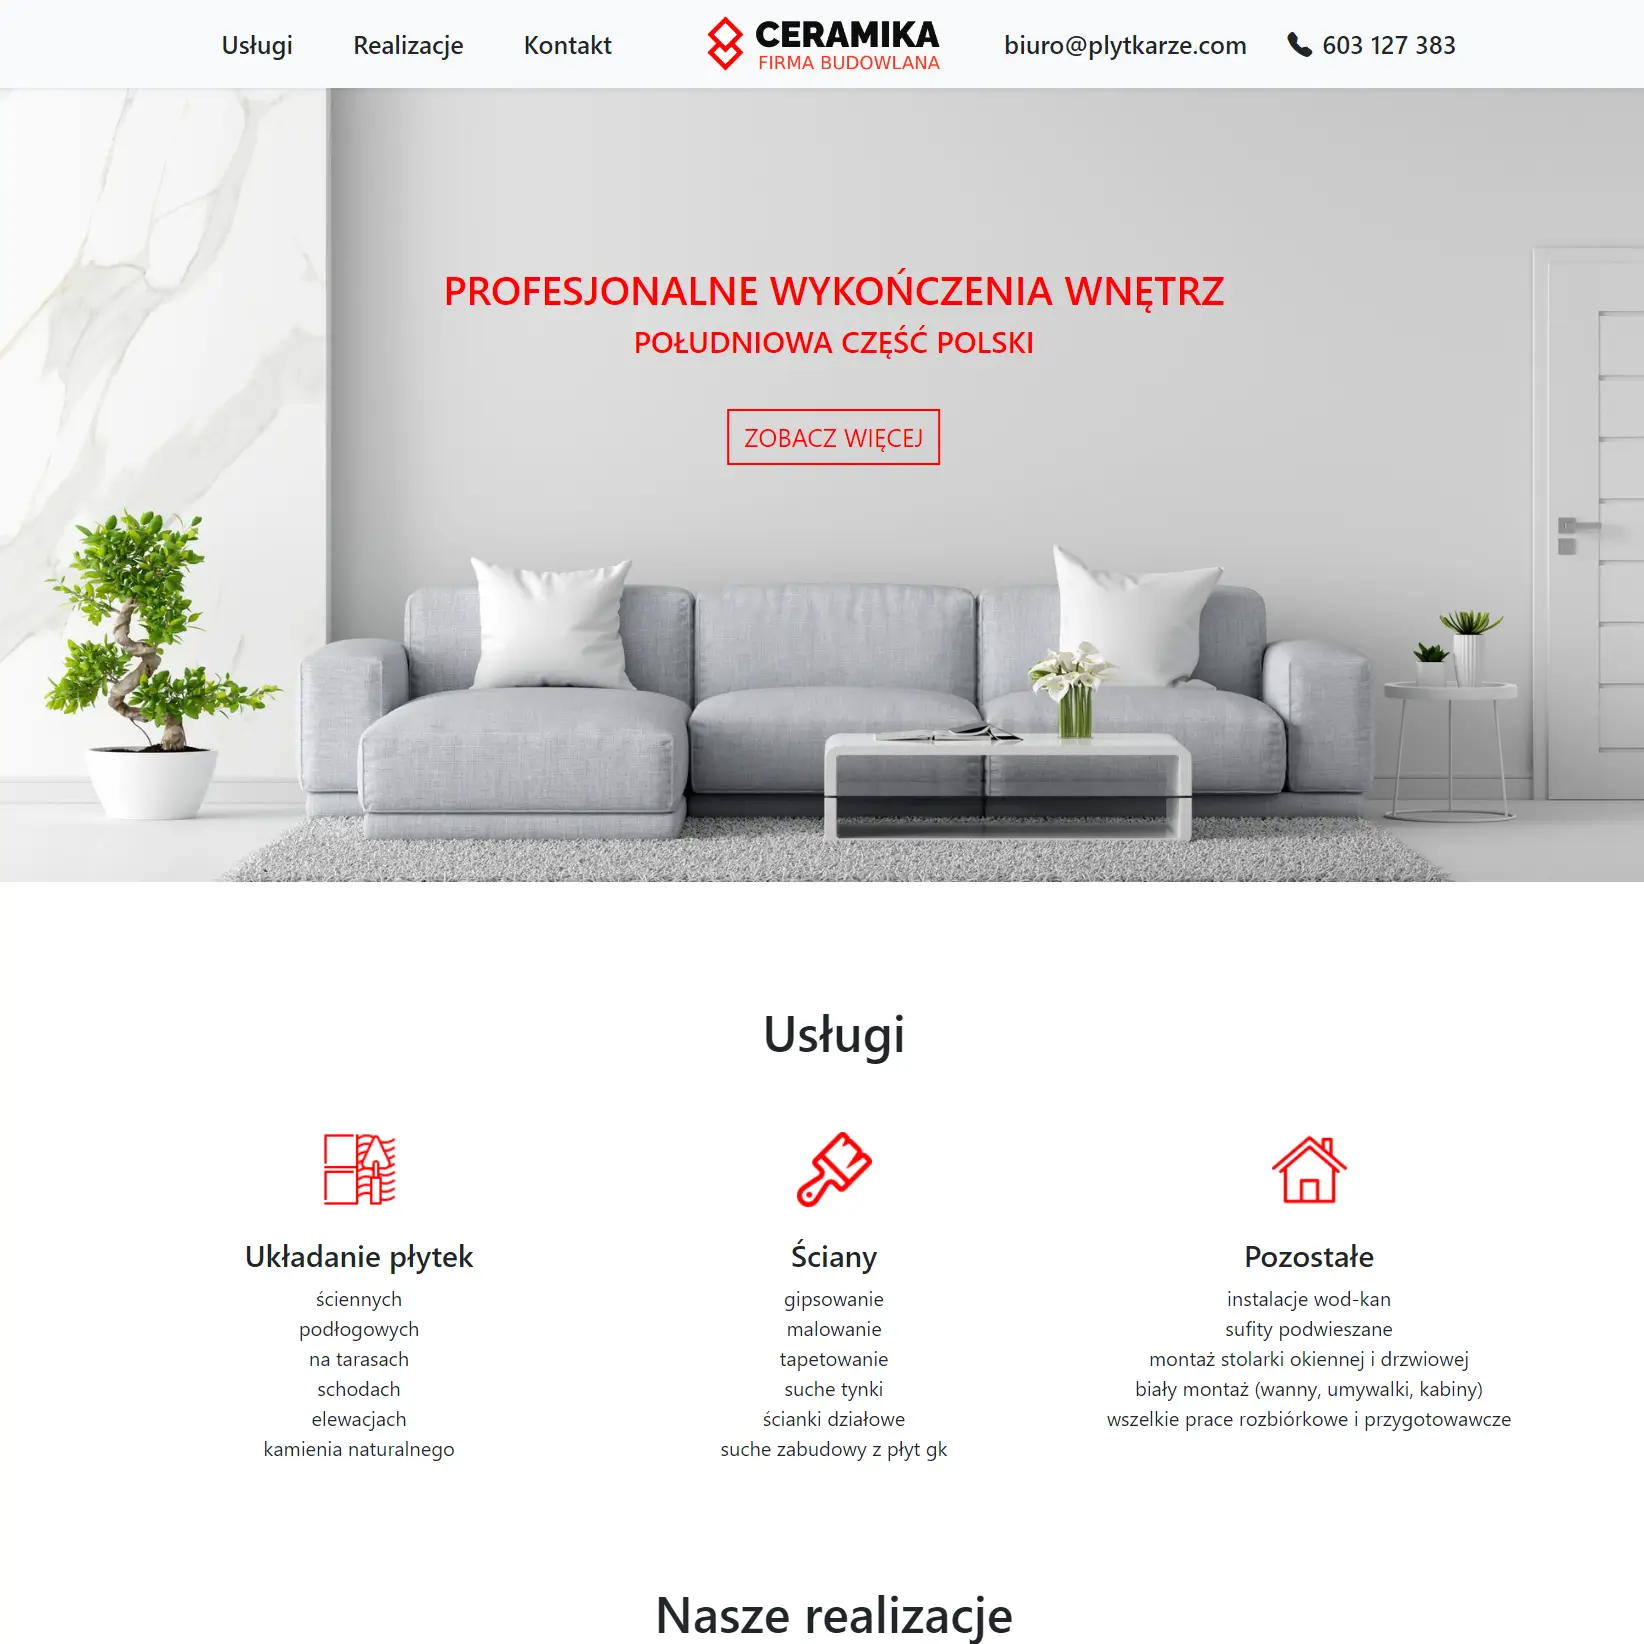 Usługi
Realizacje
Kontakt
CERAMIKA
FIRMA BUDOWLANA
biuro@plytkarze.com
603 127 383
PROFESJONALNE WYKOŃCZENIA WNĘTRZ
POŁUDNIOWA CZĘŚĆ POLSKI
ZOBACZ WIĘCEJ
Usługi
Układanie płytek
ściennych
podłogowych
na tarasach
schodach
elewacjach
kamienia naturalnego
Ściany
gipsowanie
malowanie
tapetowanie
suche tynki
ścianki działowe
suche zabudowy z płyt gk
Pozostałe
instalacje wod-kan
sufity podwieszane
montaż stolarki okiennej i drzwiowej
biały montaż (wanny, umywalki, kabiny)
wszelkie prace rozbiórkowe i przygotowawcze
Nasze realizacje